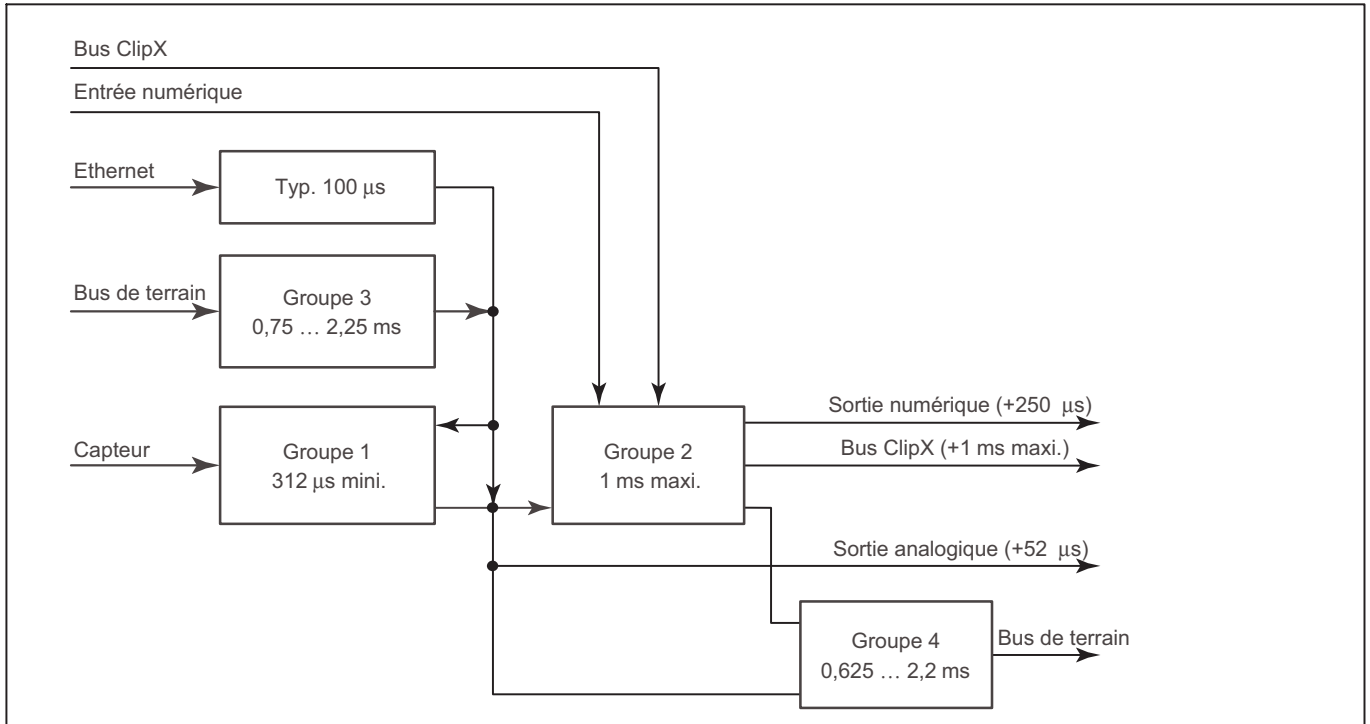 Bus ClipX
Entrée numérique
Ethernet
Typ. 100 μs
Bus de terrain
Groupe 3
0,75 … 2,25 ms
Capteur
Groupe 1
312 μs mini.
Groupe 2
1 ms maxi.
Sortie numérique (+250 μs)
Bus ClipX (+1 ms maxi.)
Sortie analogique (+52 μs)
Groupe 4
0,625 … 2,2 ms
Bus de terrain